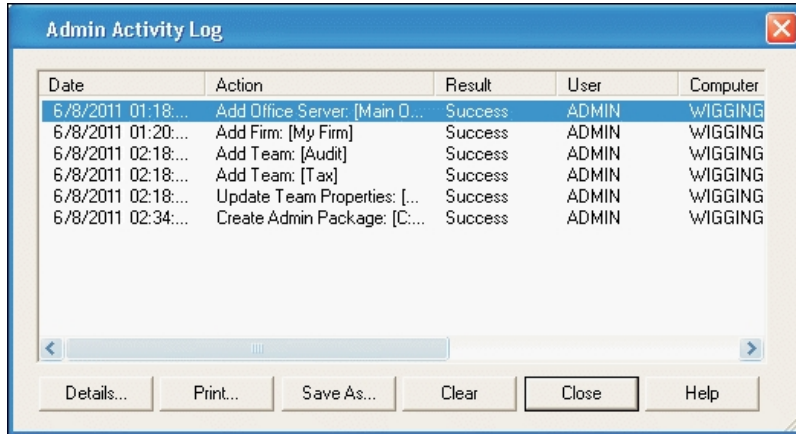 Admin Activity Log
Date Action Result User Computer
6/8/2011 01:18:... Add Office Server: [Main O... Success ADMIN WIGGING
6/8/2011 01:20:... Add Firm: [My Firm] Success ADMIN WIGGING
6/8/2011 02:18:... Add Team: [Audit] Success ADMIN WIGGING
6/8/2011 02:18:... Add Team: [Tax] Success ADMIN WIGGING
6/8/2011 02:18:... Update Team Properties: [... Success ADMIN WIGGING
6/8/2011 02:34:... Create Admin Package: [C:... Success ADMIN WIGGING
Details... Print... Save As... Clear Close Help